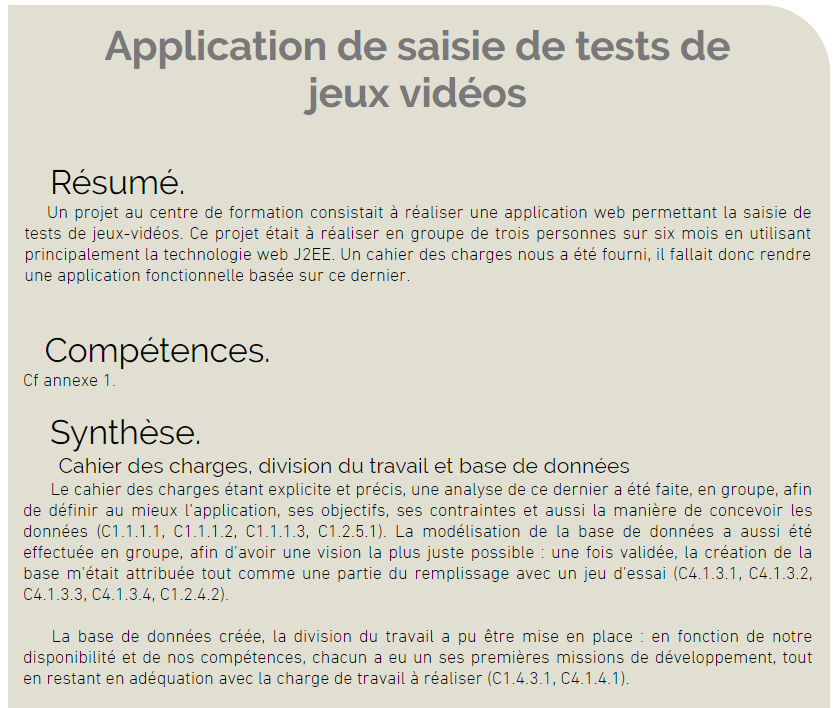 Application de saisie de tests de
jeux vidéos
Résumé.
Un projet au centre de formation consistait à réaliser une application web permettant la saisie de
tests de jeux-vidéos. Ce projet était à réaliser en groupe de trois personnes sur six mois en utilisant
principalement la technologie web J2EE. Un cahier des charges nous a été fourni, il fallait donc rendre
une application fonctionnelle basée sur ce dernier.
Compétences.
Cf annexe 1.
Synthèse.
Cahier des charges, division du travail et base de données
Le cahier des charges étant explicite et précis, une analyse de ce dernier a été faite, en groupe, afin
de définir au mieux l'application, ses objectifs, ses contraintes et aussi la manière de concevoir les
données (C1.1.1.1, C1.1.1.2, C1.1.1.3, C1.2.5.1). La modélisation de la base de données a aussi été
effectuée en groupe, afin d'avoir une vision la plus juste possible : une fois validée, la création de la
base m'était attribuée tout comme une partie du remplissage avec un jeu d'essai (C4.1.3.1, C4.1.3.2,
C4.1.3.3, C4.1.3.4, C1.2.4.2).
La base de données créée, la division du travail a pu être mise en place : en fonction de notre
disponibilité et de nos compétences, chacun a eu un ses premières missions de développement, tout
en restant en adéquation avec la charge de travail à réaliser (C1.4.3.1, C4.1.4.1).